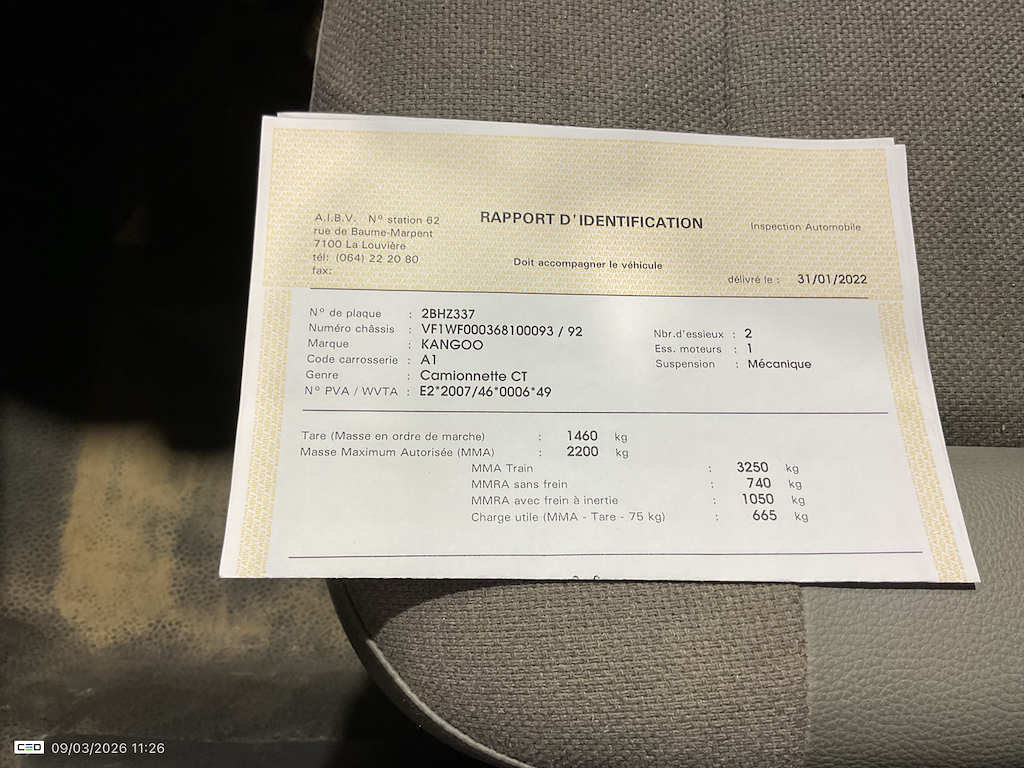 A.I.B.V. N° station 62
rue de Baume-Marpent
7100 La Louvière
tél: (064) 22 20 80
fax:
RAPPORT D'IDENTIFICATION
Doit accompagner le véhicule
Inspection Automobile
délivré le : 31/01/2022
N° de plaque : 2BHZ337
Numéro châssis : VF1WF000368100093 / 92
Marque : KANGOO
Code carrosserie : A1
Genre : Camionnette CT
N° PVA / WVTA : E2*2007/46*0006*49
Nbr.d'essieux : 2
Ess. moteurs : 1
Suspension : Mécanique
Tare (Masse en ordre de marche) : 1460 kg
Masse Maximum Autorisée (MMA) : 2200 kg
MMA Train : 3250 kg
MMRA sans frein : 740 kg
MMRA avec frein à inertie : 1050 kg
Charge utile (MMA - Tare - 75 kg) : 665 kg
CEO 09/03/2026 11:26